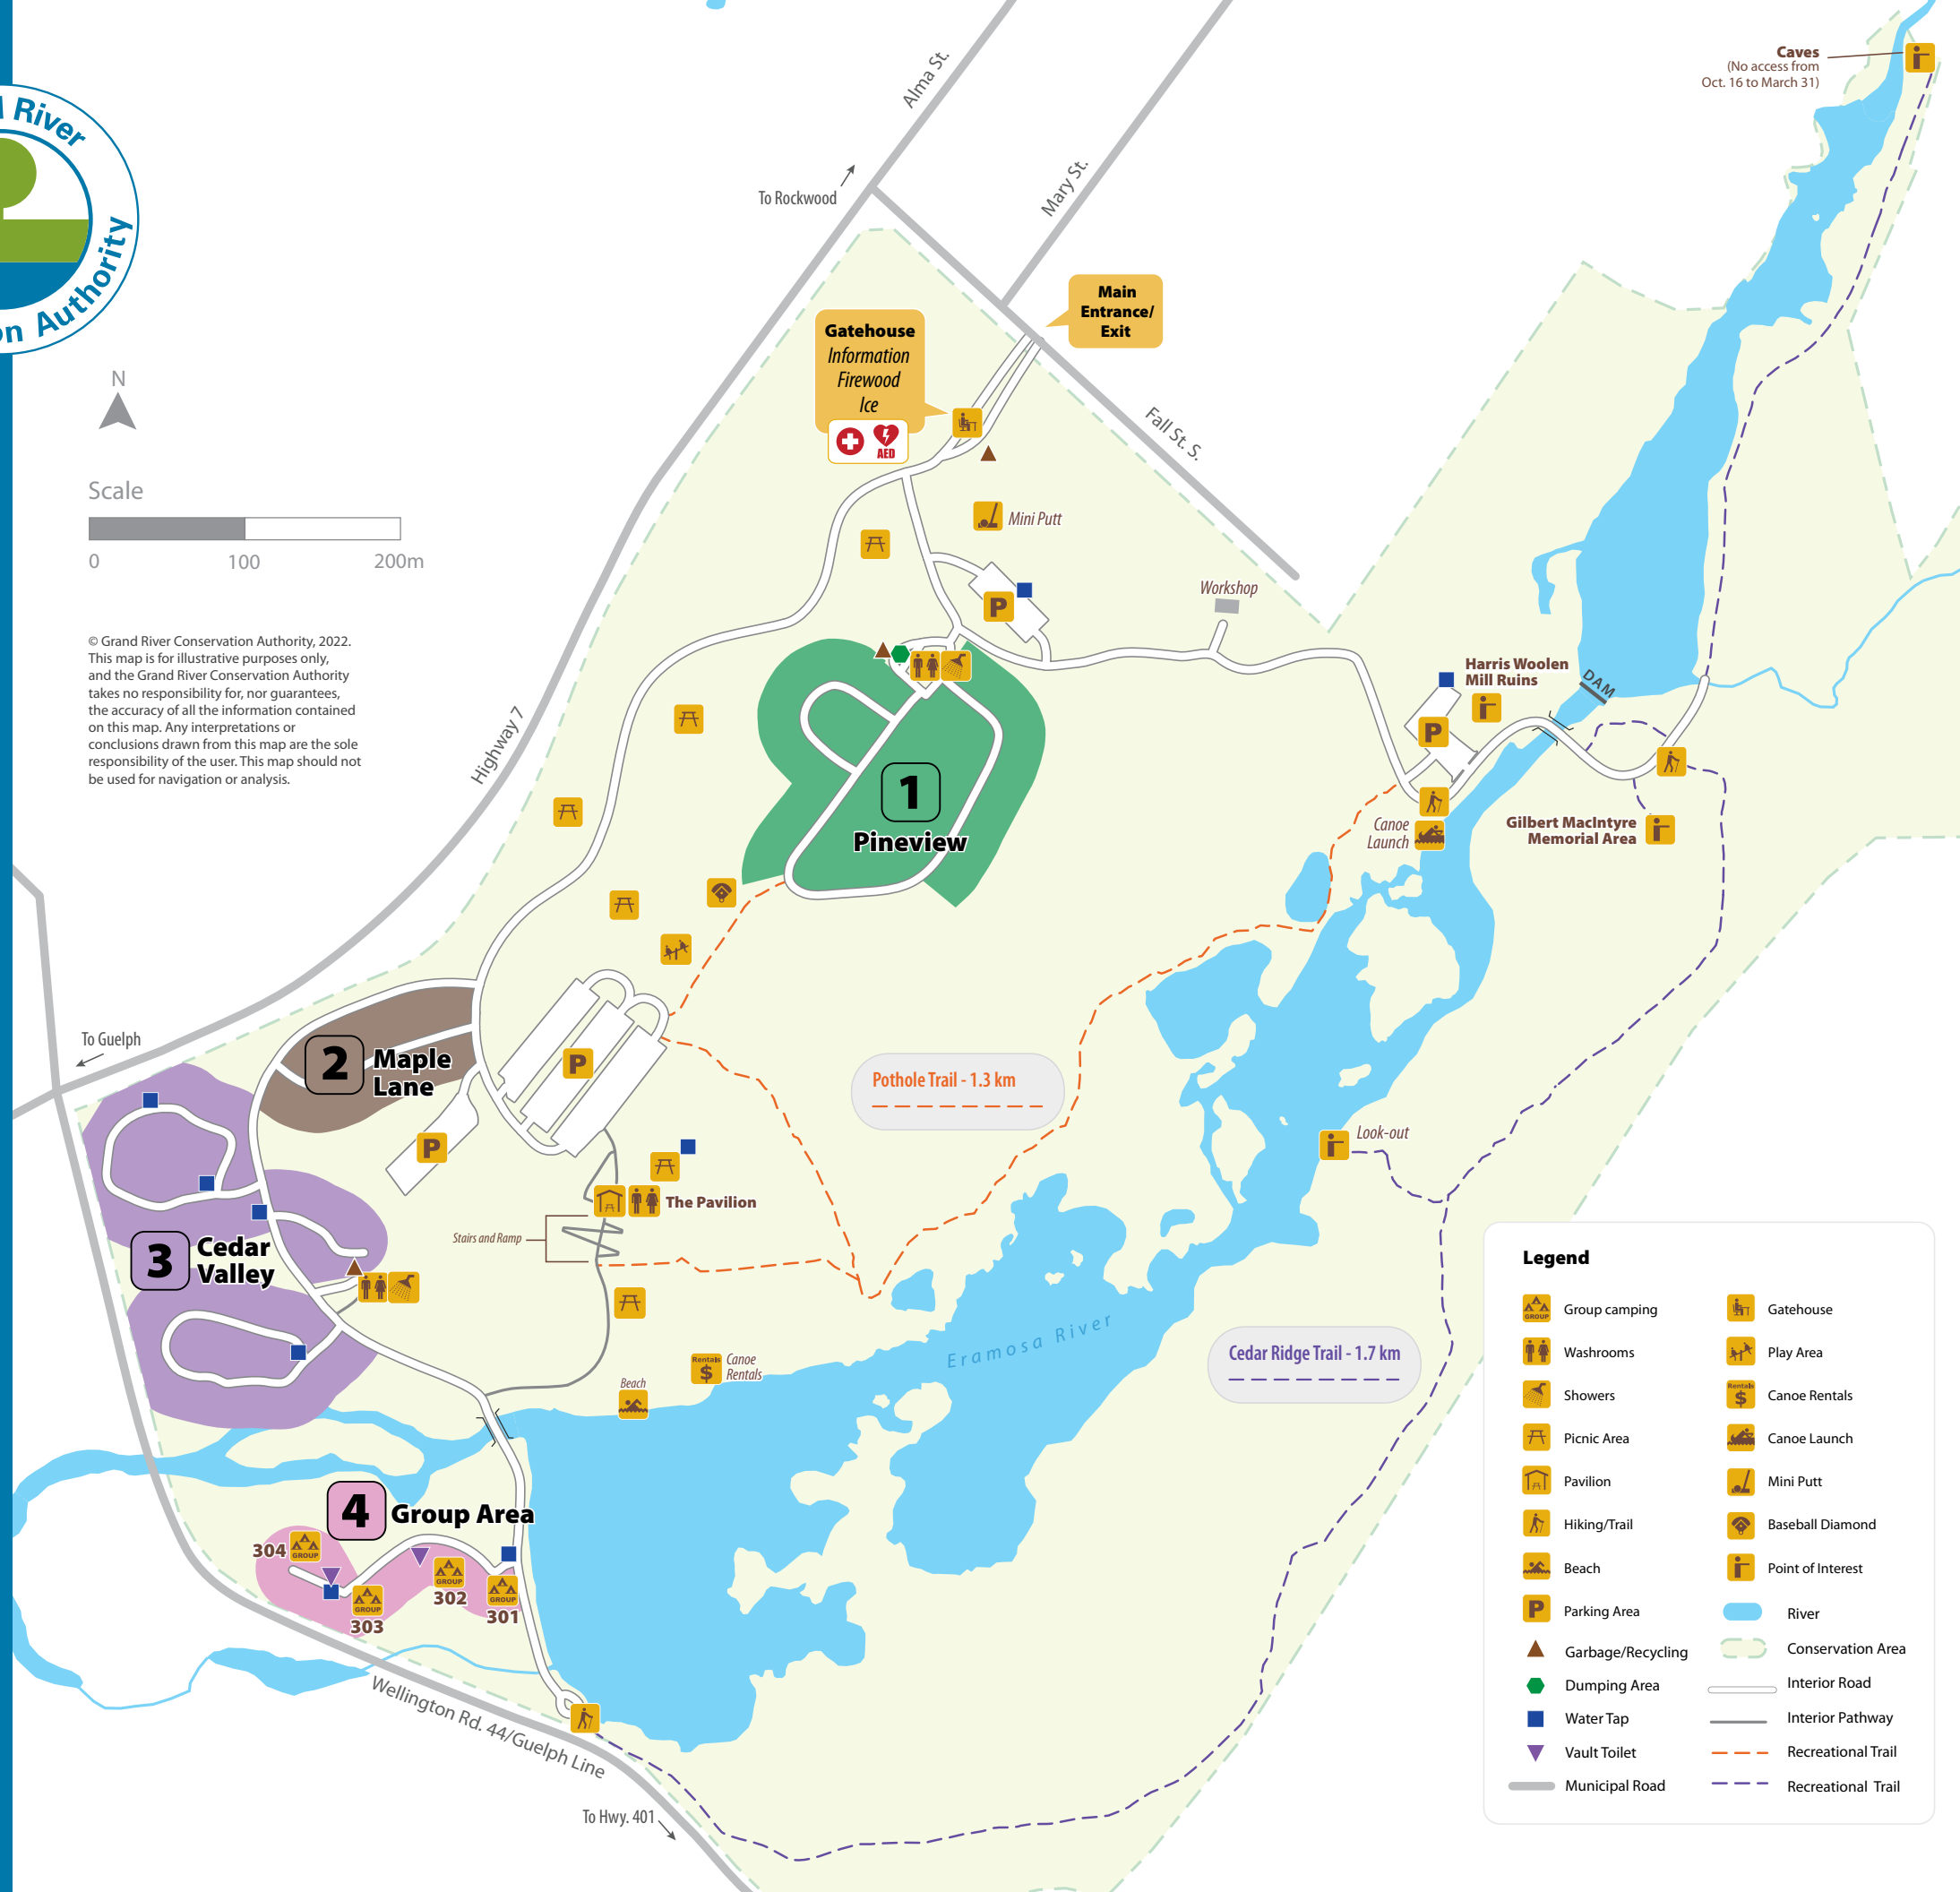 River
Authority
N
Scale
0
100
200m
© Grand River Conservation Authority, 2022.
This map is for illustrative purposes only,
and the Grand River Conservation Authority
takes no responsibility for, nor guarantees,
the accuracy of all the information contained
on this map. Any interpretations or
conclusions drawn from this map are the sole
responsibility of the user. This map should not
be used for navigation or analysis.
Alma St.
Mary St.
To Rockwood
Main
Entrance/
Exit
Gatehouse
Information
Firewood
Ice
AED
Fall St. S.
Caves
(No access from
Oct. 16 to March 31)
Mini Putt
P
Workshop
Highway 7
1
Pineview
Harris Woolen
Mill Ruins
DAM
P
Canoe
Launch
Gilbert MacIntyre
Memorial Area
To Guelph
2
Maple
Lane
P
P
Pothole Trail - 1.3 km
Look-out
The Pavilion
Stairs and Ramp
3
Cedar
Valley
Eramosa River
Cedar Ridge Trail - 1.7 km
Rentals
$
Canoe
Rentals
Beach
4
Group Area
304
GROUP
GROUP
303
GROUP
302
GROUP
301
Wellington Rd. 44/Guelph Line
To Hwy. 401
Legend
GROUP
Group camping
Washrooms
Showers
Picnic Area
Pavilion
Hiking/Trail
Beach
P
Parking Area
Garbage/Recycling
Dumping Area
Water Tap
Vault Toilet
Municipal Road
Gatehouse
Play Area
Rentals
$
Canoe Rentals
Canoe Launch
Mini Putt
Baseball Diamond
Point of Interest
River
Conservation Area
Interior Road
Interior Pathway
Recreational Trail
Recreational Trail